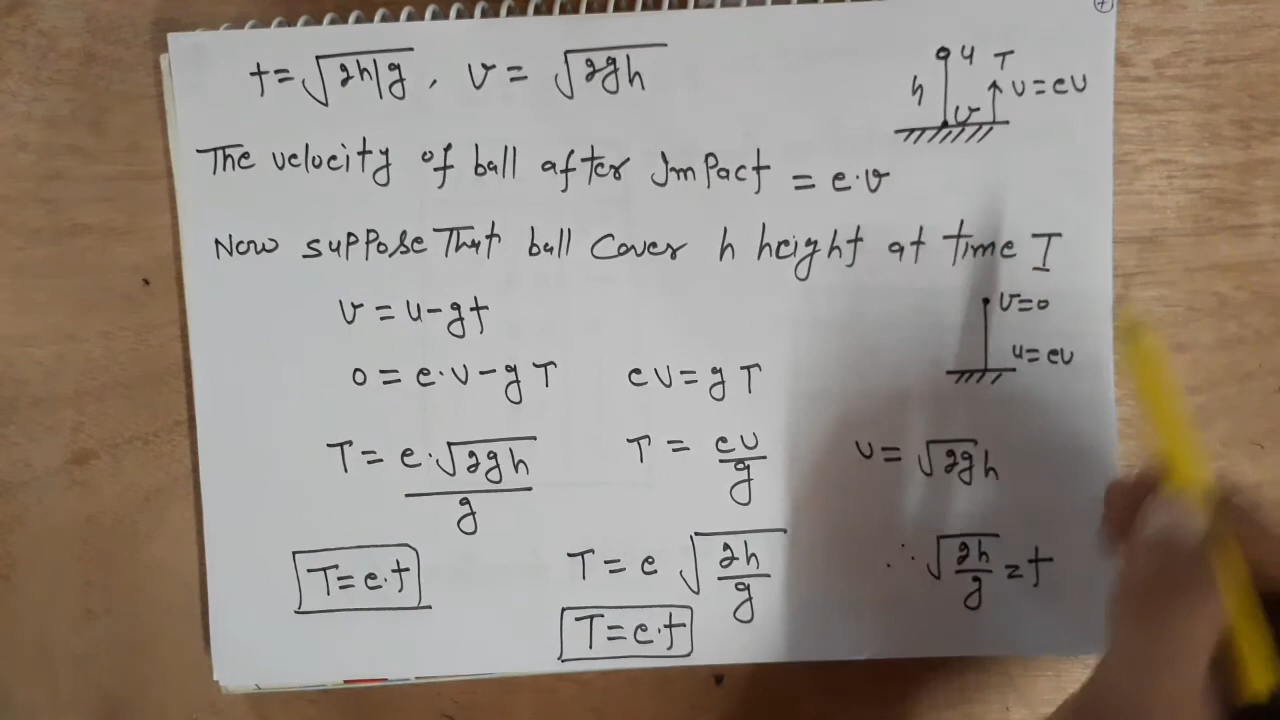 t=√2h/g , v = √2gh
h u T v=ev
v
The velocity of ball after Impact = e.v
Now suppose That ball cover h height at time T
v = u-gt
v=0
u=ev
0 = e.v-gT ev=gT
T= e.√2gh/g T = ev/g v= √2gh
T=e.t T=e √2h/g ∴ √2h/g =t
T=e.t